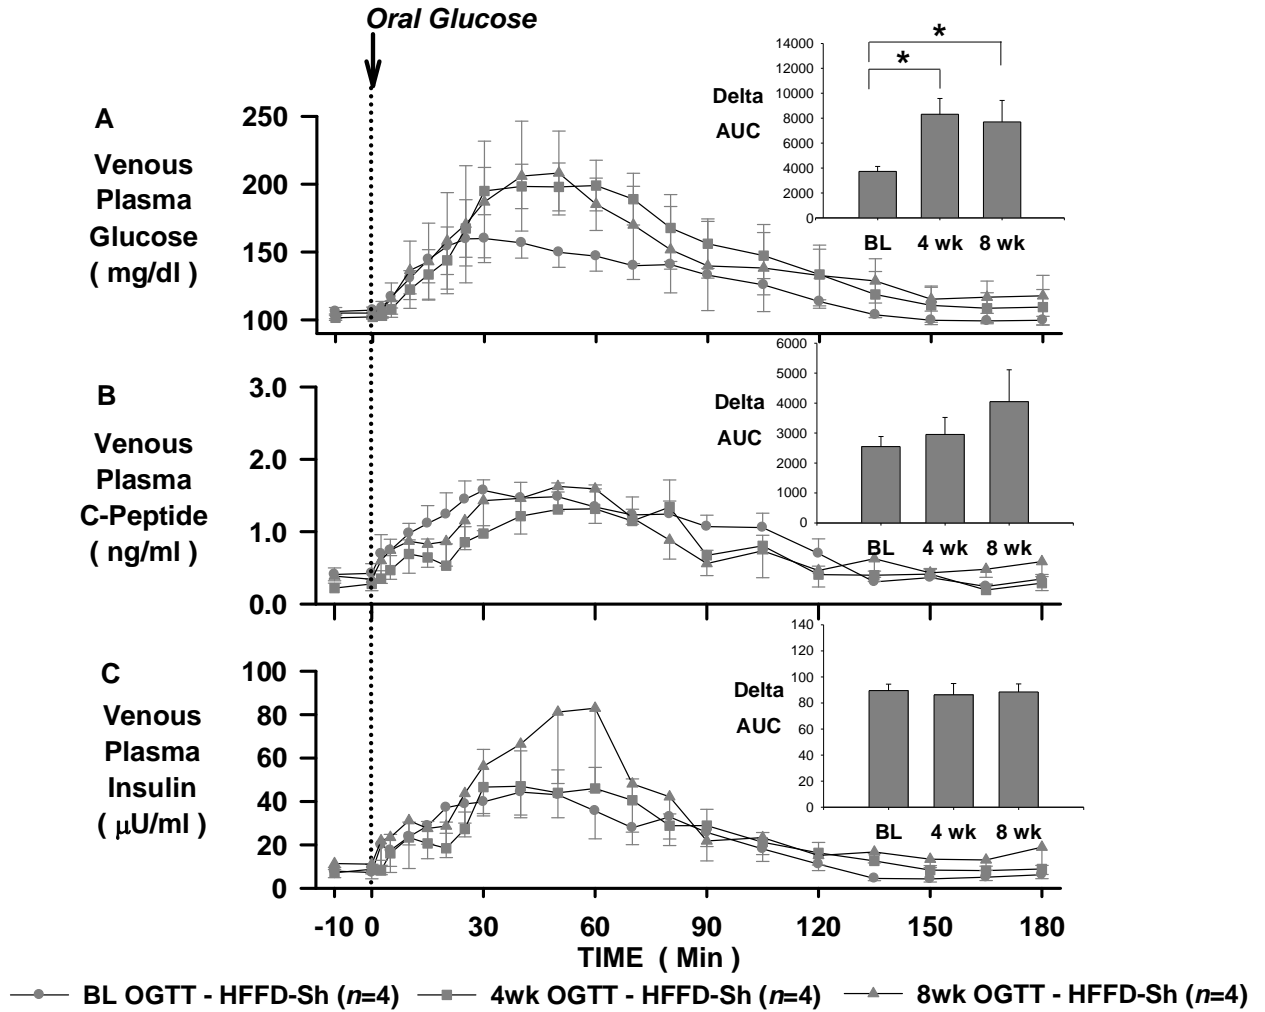 Oral Glucose
A
Venous
Plasma
Glucose
( mg/dl )
250
200
150
100
Delta
AUC
14000
12000
10000
8000
6000
4000
2000
0
*
*
BL 4 wk 8 wk
B
Venous
Plasma
C-Peptide
( ng/ml )
3.0
2.0
1.0
0.0
Delta
AUC
6000
5000
4000
3000
2000
1000
0
BL 4 wk 8 wk
C
Venous
Plasma
Insulin
( μU/ml )
100
80
60
40
20
0
Delta
AUC
140
120
100
80
60
40
20
0
BL 4 wk 8 wk
-10 0 30 60 90 120 150 180
TIME ( Min )
BL OGTT - HFFD-Sh (n=4) 4wk OGTT - HFFD-Sh (n=4) 8wk OGTT - HFFD-Sh (n=4)